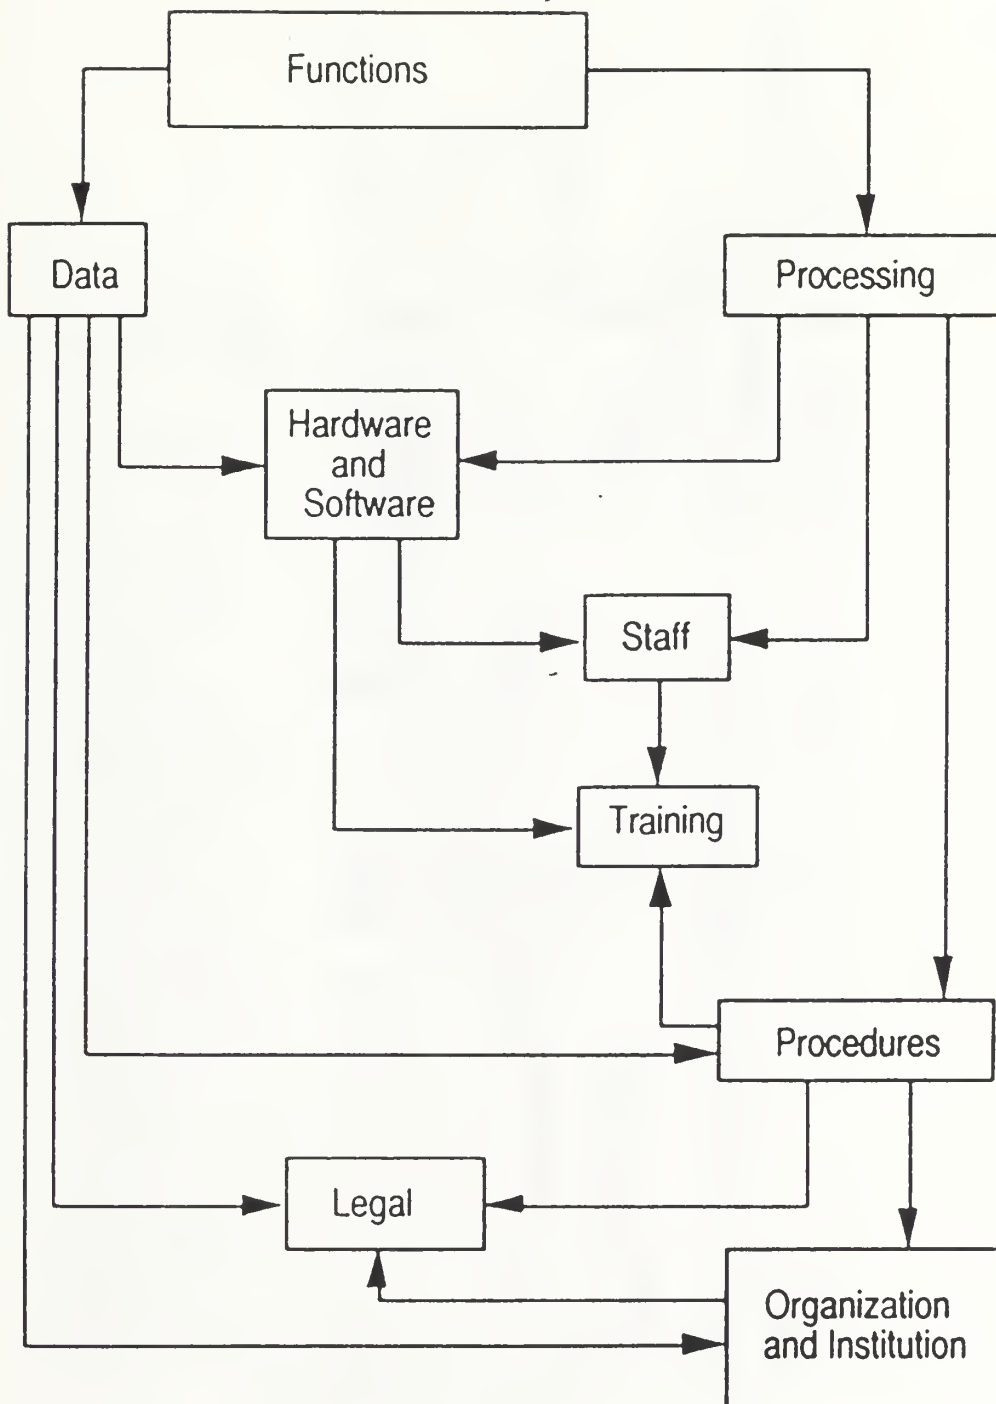 Functions
Data
Processing
Hardware
and
Software
Staff
Training
Procedures
Legal
Organization
and Institution